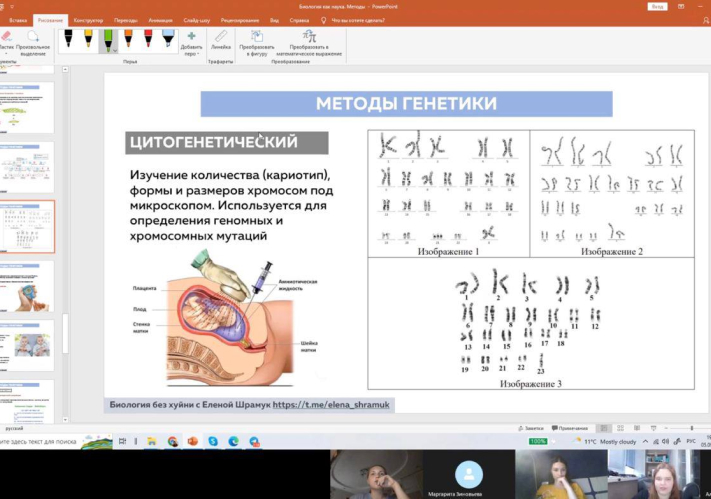 Биология как наука. Методы - PowerPoint
Вход
Вставка Рисование Конструктор Переходы Анимация Слайд-шоу Рецензирование Вид Справка Что вы хотите сделать?
Произвольное выделение
Добавить перо
Линейка
Преобразовать в фигуру
Преобразовать в математическое выражение
Перья
Трафареты
Преобразование
МЕТОДЫ ГЕНЕТИКИ
ЦИТОГЕНЕТИЧЕСКИЙ
Изучение количества (кариотип),
формы и размеров хромосом под
микроскопом. Используется для
определения геномных и
хромосомных мутаций
Плацента
Плод
Стенка
матки
Амниотическая
жидкость
Шейка
матки
Изображение 1
Изображение 2
1 2 3 4 5
6 7 8 9 10 11 12
13 14 15 16 17 18
19 20 21 22 23
Изображение 3
Биология без хуйни с Еленой Шрамук https://t.me/elena_shramuk
русский
Заметки
Примечания
те здесь текст для поиска
100%
11°C Mostly cloudy
РУС
Маргарита Зиновьева